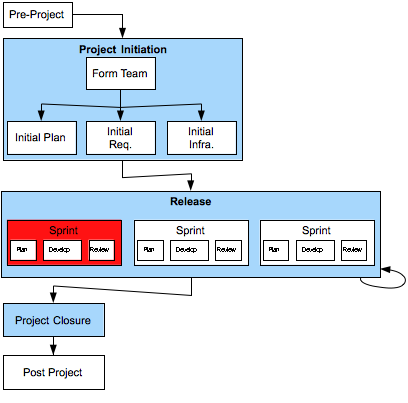 Pre-Project
Project Initiation
Form Team
Initial Plan
Initial
Req.
Initial
Infra.
Release
Sprint
Plan
Develop
Review
Sprint
Plan
Develop
Review
Sprint
Plan
Develop
Review
Project Closure
Post Project